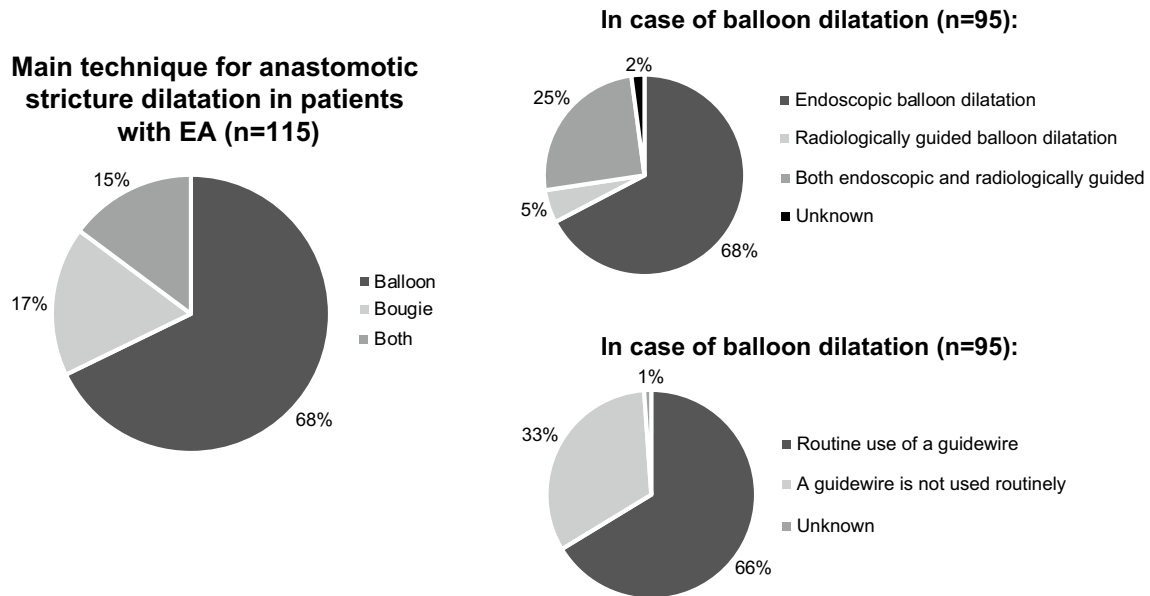 Main technique for anastomotic
stricture dilatation in patients
with EA (n=115)
15%
17%
68%
Balloon
Bougie
Both
In case of balloon dilatation (n=95):
2%
25%
5%
68%
Endoscopic balloon dilatation
Radiologically guided balloon dilatation
Both endoscopic and radiologically guided
Unknown
In case of balloon dilatation (n=95):
1%
33%
66%
Routine use of a guidewire
A guidewire is not used routinely
Unknown